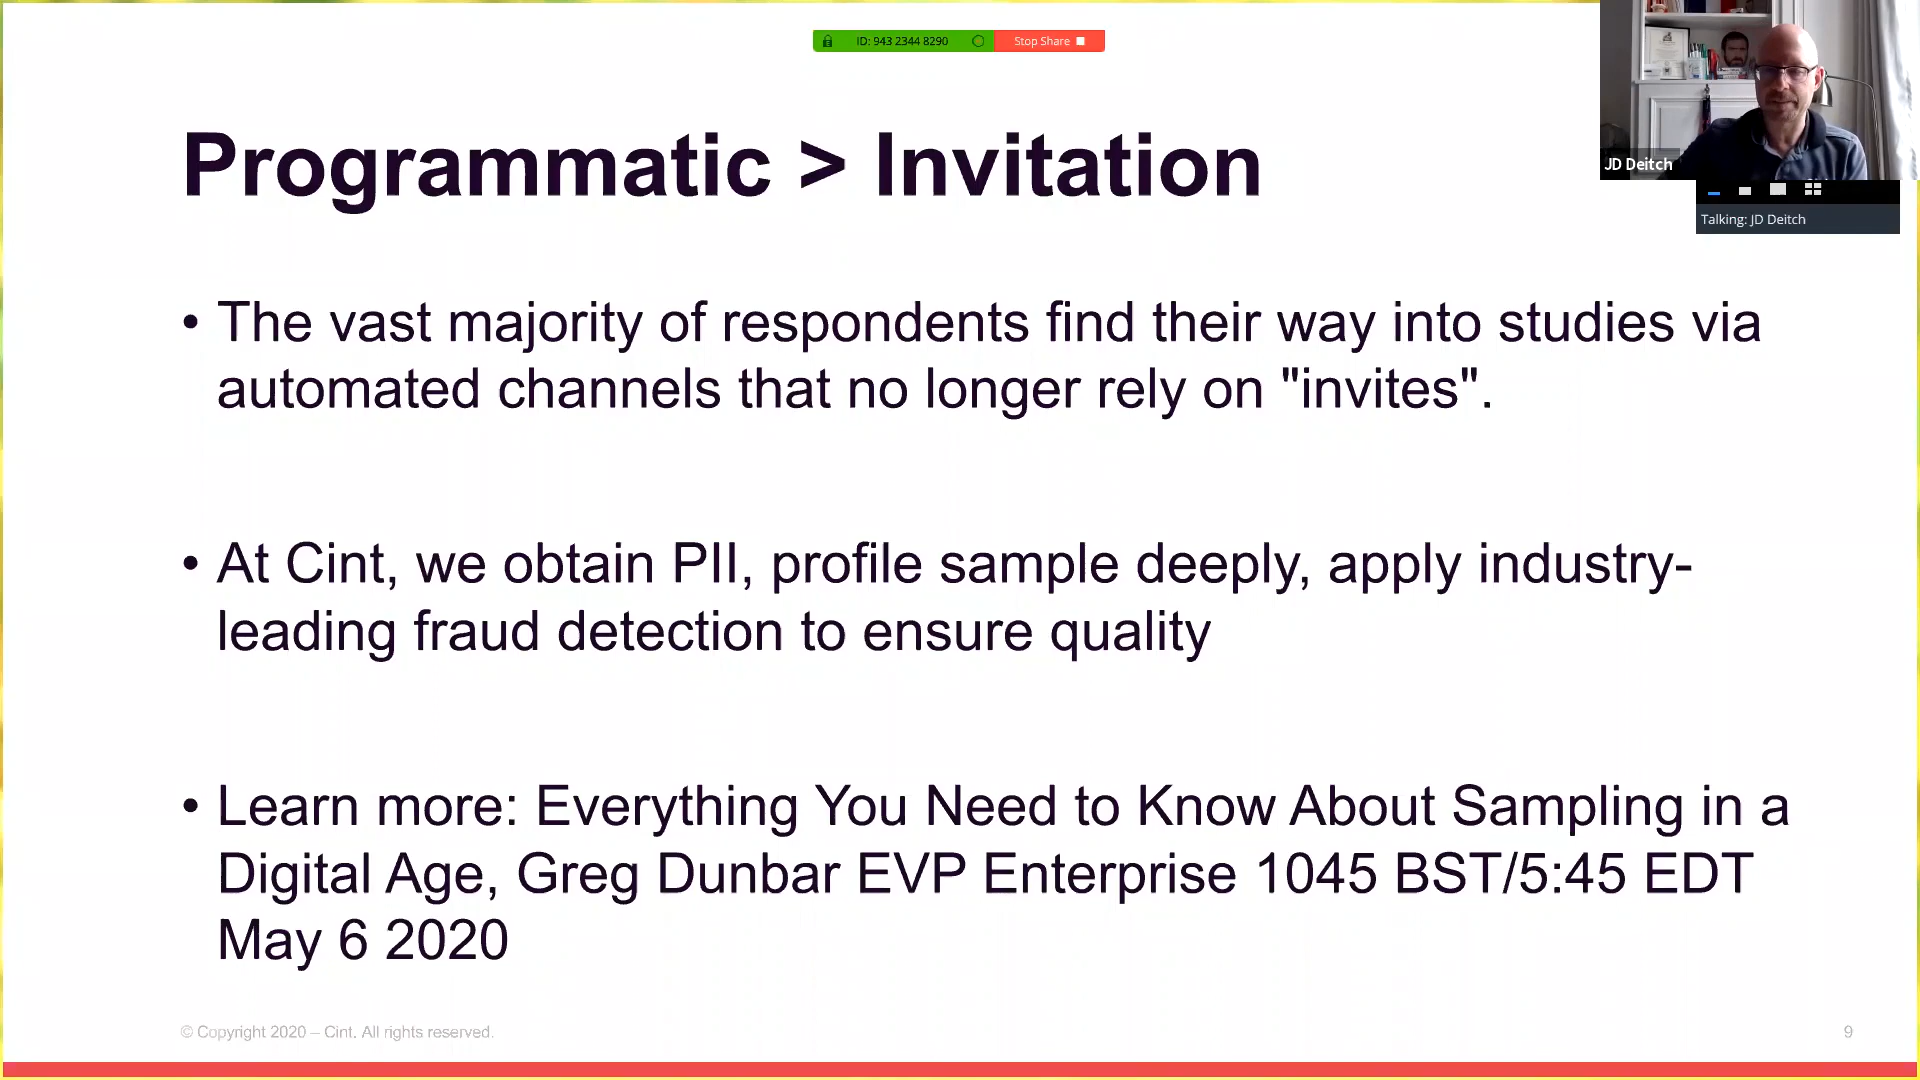 ID: 943 2344 8290 Stop Share
Programmatic > Invitation
JD Deitch
Talking: JD Deitch
• The vast majority of respondents find their way into studies via
automated channels that no longer rely on "invites".
• At Cint, we obtain PII, profile sample deeply, apply industry-
leading fraud detection to ensure quality
• Learn more: Everything You Need to Know About Sampling in a
Digital Age, Greg Dunbar EVP Enterprise 1045 BST/5:45 EDT
May 6 2020
© Copyright 2020 – Cint. All rights reserved.
9